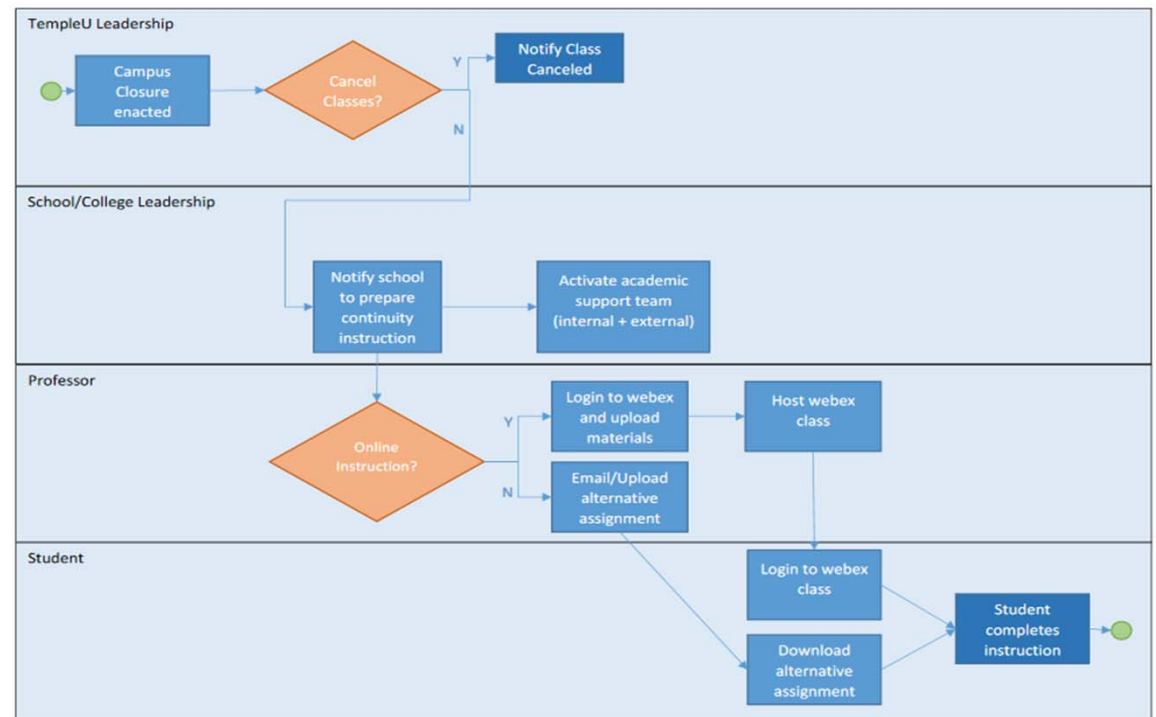 TempleU Leadership
Campus
Closure
enacted
Cancel
Classes?
Y
N
Notify Class
Canceled
School/College Leadership
Notify school
to prepare
continuity
instruction
Activate academic
support team
(internal + external)
Professor
Online
Instruction?
Y
N
Login to webex
and upload
materials
Host webex
class
Email/Upload
alternative
assignment
Student
Login to webex
class
Download
alternative
assignment
Student
completes
instruction